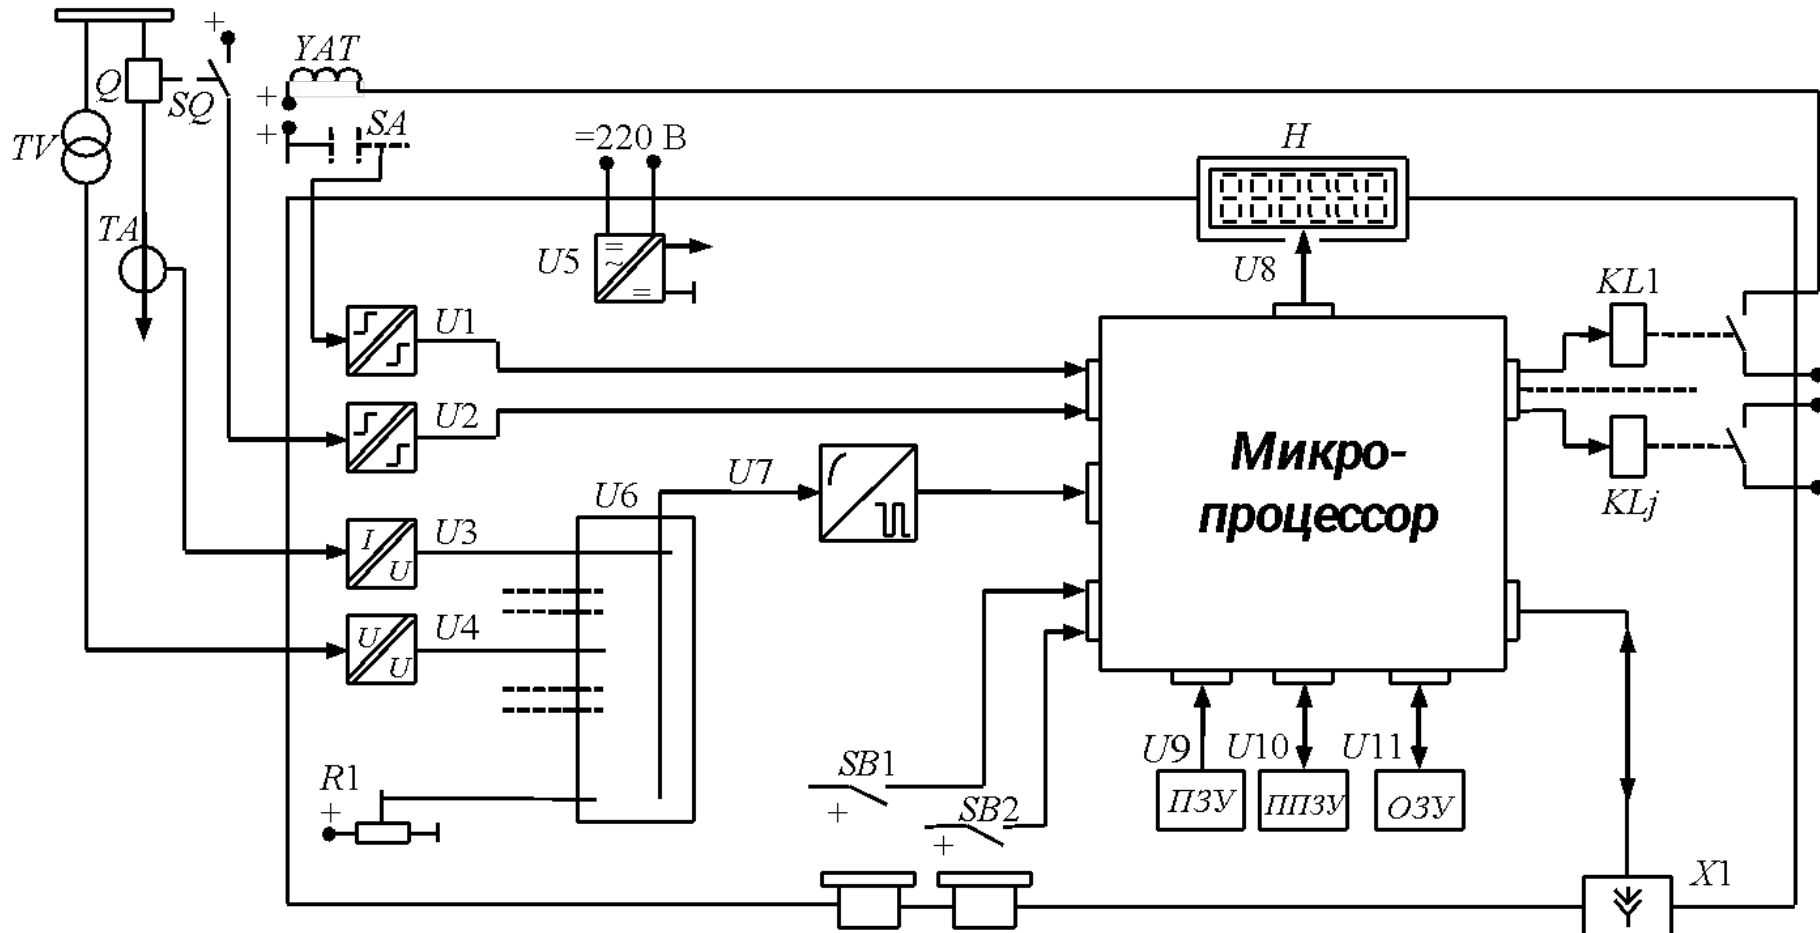 +
YAT
Q
SQ
+
+
SA
TV
=220 В
H
TA
U5
=
~
=
U8
KL1
U1
U2
Микро-
процессор
U7
U6
KLj
I
U
U3
U
U
U4
R1
+
SB1
+
SB2
+
U9
U10
U11
ПЗУ
ППЗУ
ОЗУ
X1